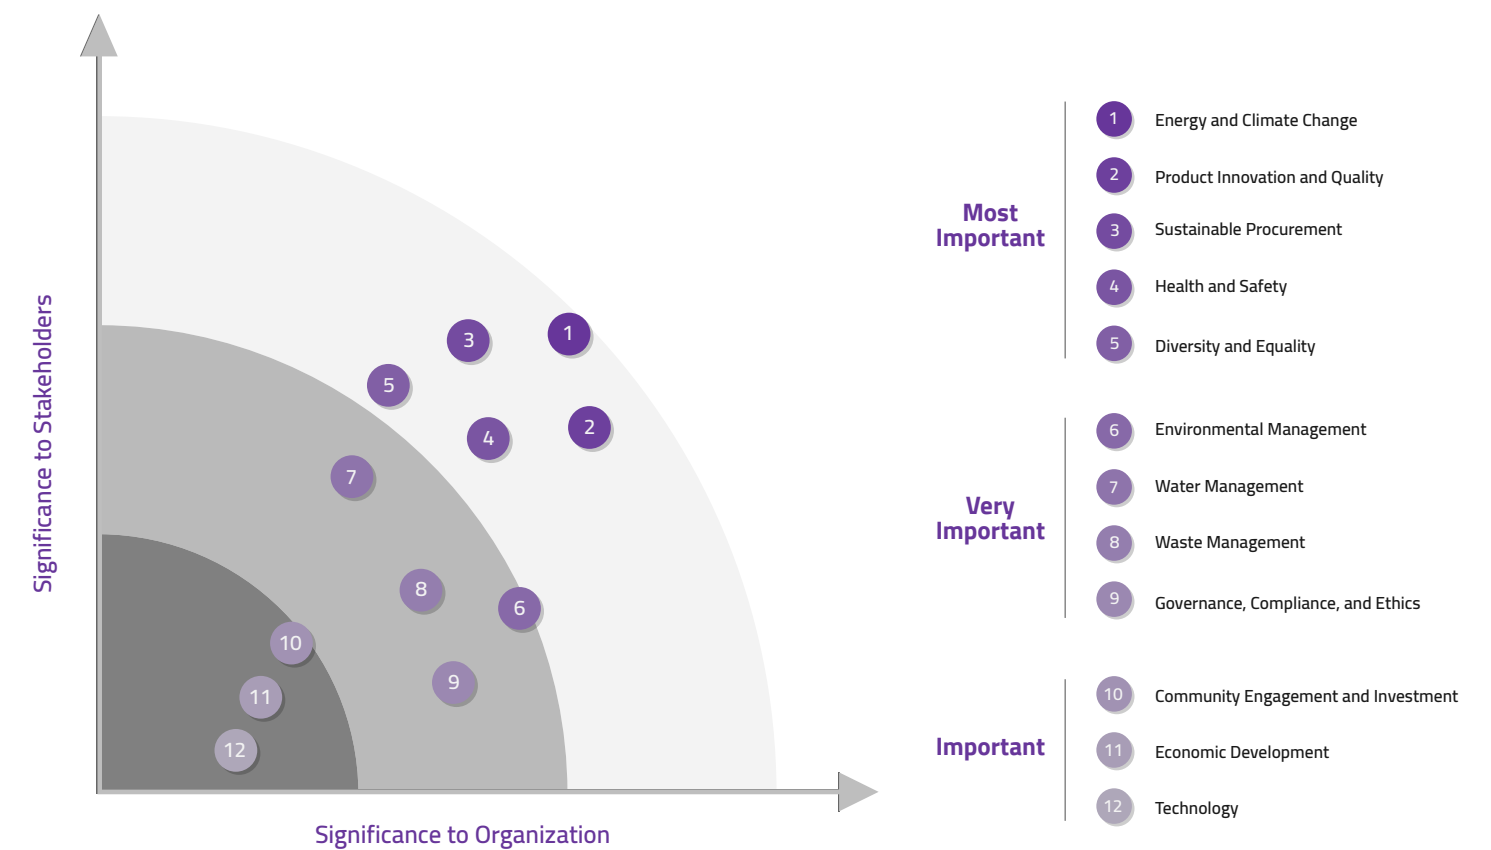 Significance to Stakeholders
3
1
5
2
4
7
8
6
10
9
11
12
Significance to Organization
Most
Important
1 Energy and Climate Change
2 Product Innovation and Quality
3 Sustainable Procurement
4 Health and Safety
5 Diversity and Equality
Very
Important
6 Environmental Management
7 Water Management
8 Waste Management
9 Governance, Compliance, and Ethics
Important
10 Community Engagement and Investment
11 Economic Development
12 Technology